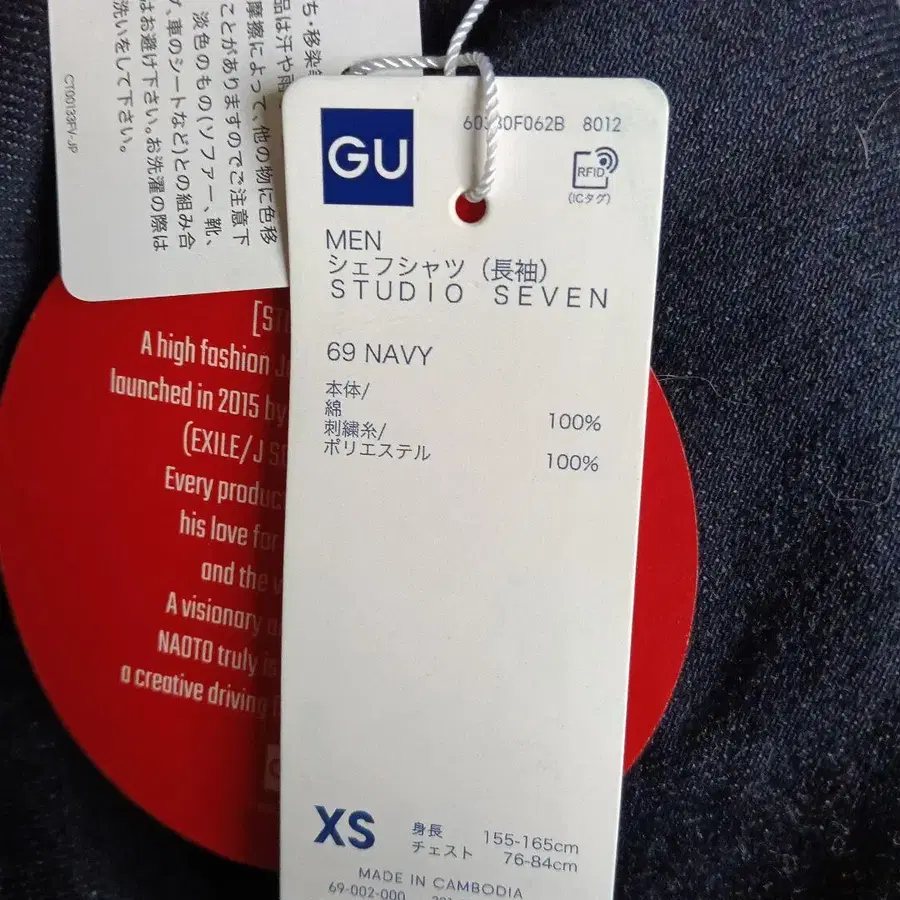 ち・移染
品は汗や雨
摩擦によって、他の物に色移
ことがありますのでご注意下
淡色のもの(ソファー、靴、
車のシートなど)との組み合
はお避け下さい。お洗濯の際は
洗いをして下さい。
CT00133FV-JP
GU
8012
RFID
(ICタグ)
MEN
シェフシャツ（長袖）
STUDIO SEVEN
69 NAVY
本体/
綿 100%
刺繍糸/
ポリエステル 100%
XS
身長 155-165cm
チェスト 76-84cm
MADE IN CAMBODIA
69-002-000
A high fashion
launched in 2015 by
(EXILE/J
Every produc
his love for
and the
A visionary
NAOTO truly is
a creative driving